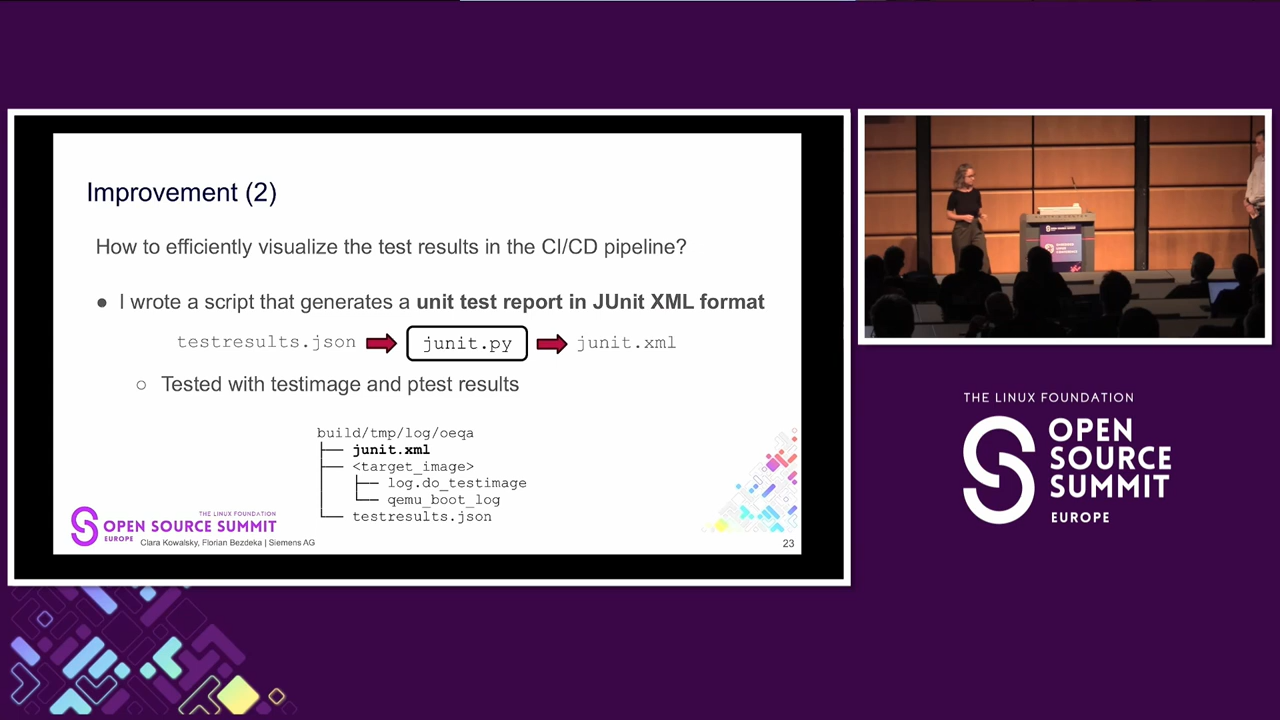 Improvement (2)
How to efficiently visualize the test results in the CI/CD pipeline?
● I wrote a script that generates a unit test report in JUnit XML format
testresults.json junit.py junit.xml
○ Tested with testimage and ptest results
build/tmp/log/oeqa
├── junit.xml
├── <target_image>
│   ├── log.do_testimage
│   └── qemu_boot_log
└── testresults.json
THE LINUX FOUNDATION
OPEN SOURCE SUMMIT
EUROPE
Clara Kowalsky, Florian Bezdeka | Siemens AG
23
THE LINUX FOUNDATION
OPEN
SOURCE
SUMMIT
EUROPE